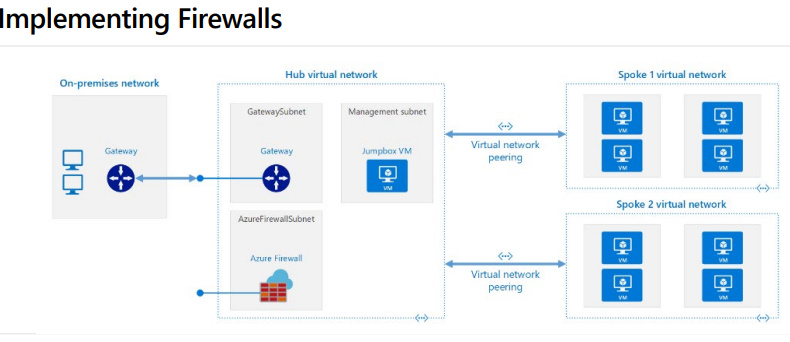 Implementing Firewalls
On-premises network
Gateway
Hub virtual network
GatewaySubnet
Gateway
Management subnet
Jumpbox VM
VM
AzureFirewallSubnet
Azure Firewall
Virtual network
peering
Virtual network
peering
Spoke 1 virtual network
VM
VM
VM
VM
Spoke 2 virtual network
VM
VM
VM
VM